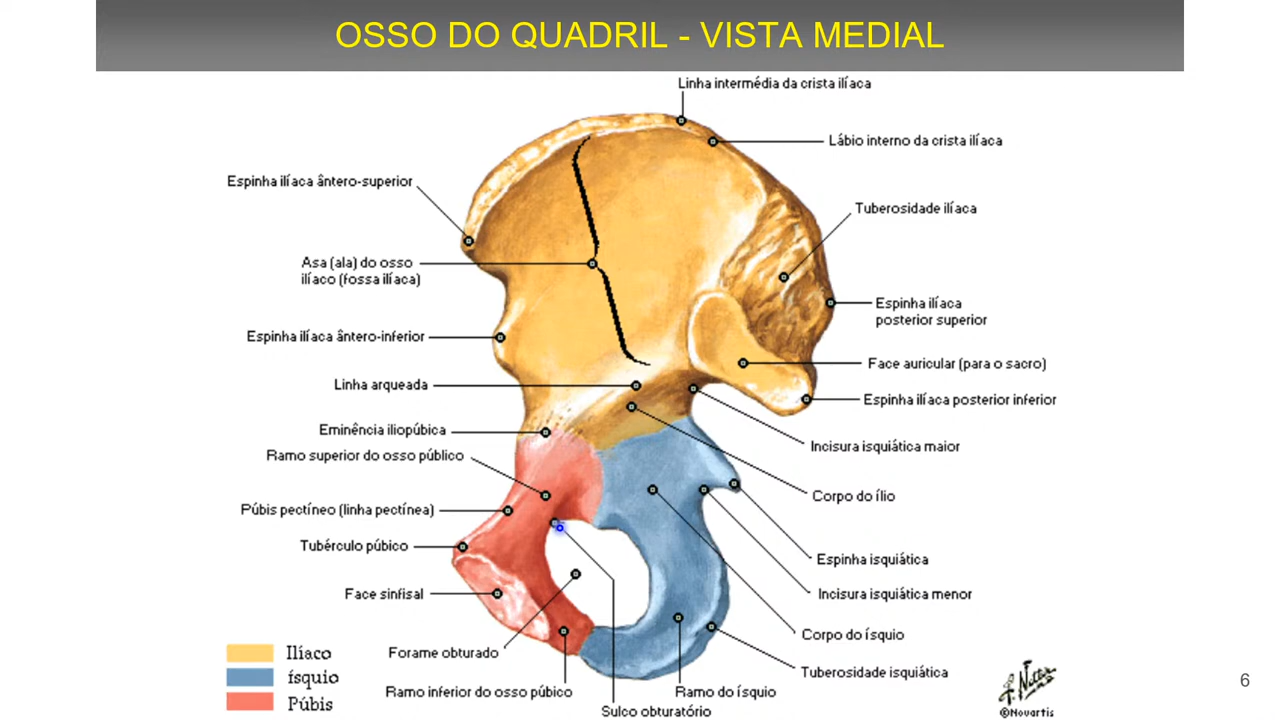 OSSO DO QUADRIL - VISTA MEDIAL
Linha intermédia da crista ilíaca
Lábio interno da crista ilíaca
Espinha ilíaca ântero-superior
Tuberosidade ilíaca
Asa (ala) do osso
ilíaco (fossa ilíaca)
Espinha ilíaca
posterior superior
Espinha ilíaca ântero-inferior
Face auricular (para o sacro)
Linha arqueada
Espinha ilíaca posterior inferior
Eminência iliopúbica
Incisura isquiática maior
Ramo superior do osso público
Corpo do ílio
Púbis pectíneo (linha pectínea)
Tubérculo púbico
Espinha isquiática
Face sinfisal
Incisura isquiática menor
Corpo do ísquio
Forame obturado
Tuberosidade isquiática
Ramo inferior do osso púbico
Ramo do ísquio
Sulco obturatório
Ilíaco
ísquio
Púbis
©Novartis
6